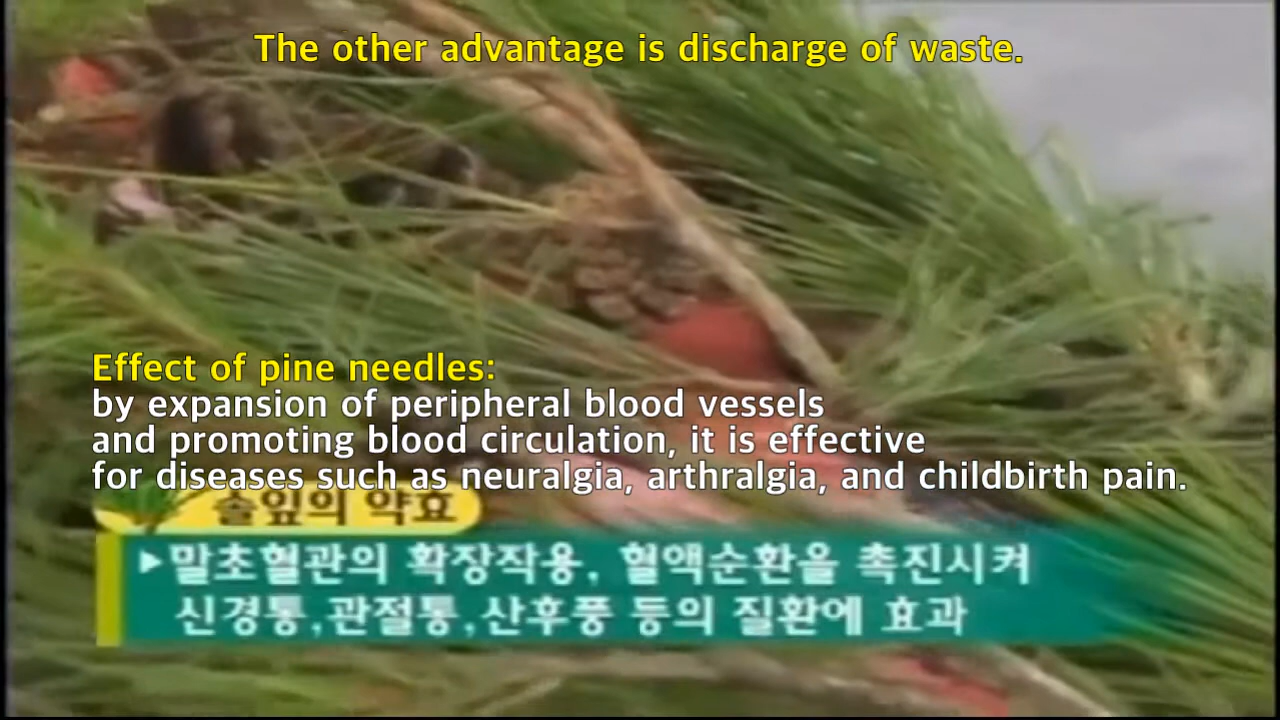 The other advantage is discharge of waste.
Effect of pine needles:
by expansion of peripheral blood vessels
and promoting blood circulation, it is effective
for diseases such as neuralgia, arthralgia, and childbirth pain.
솔잎의 약효
▶말초혈관의 확장작용, 혈액순환을 촉진시켜
신경통,관절통,산후풍 등의 질환에 효과